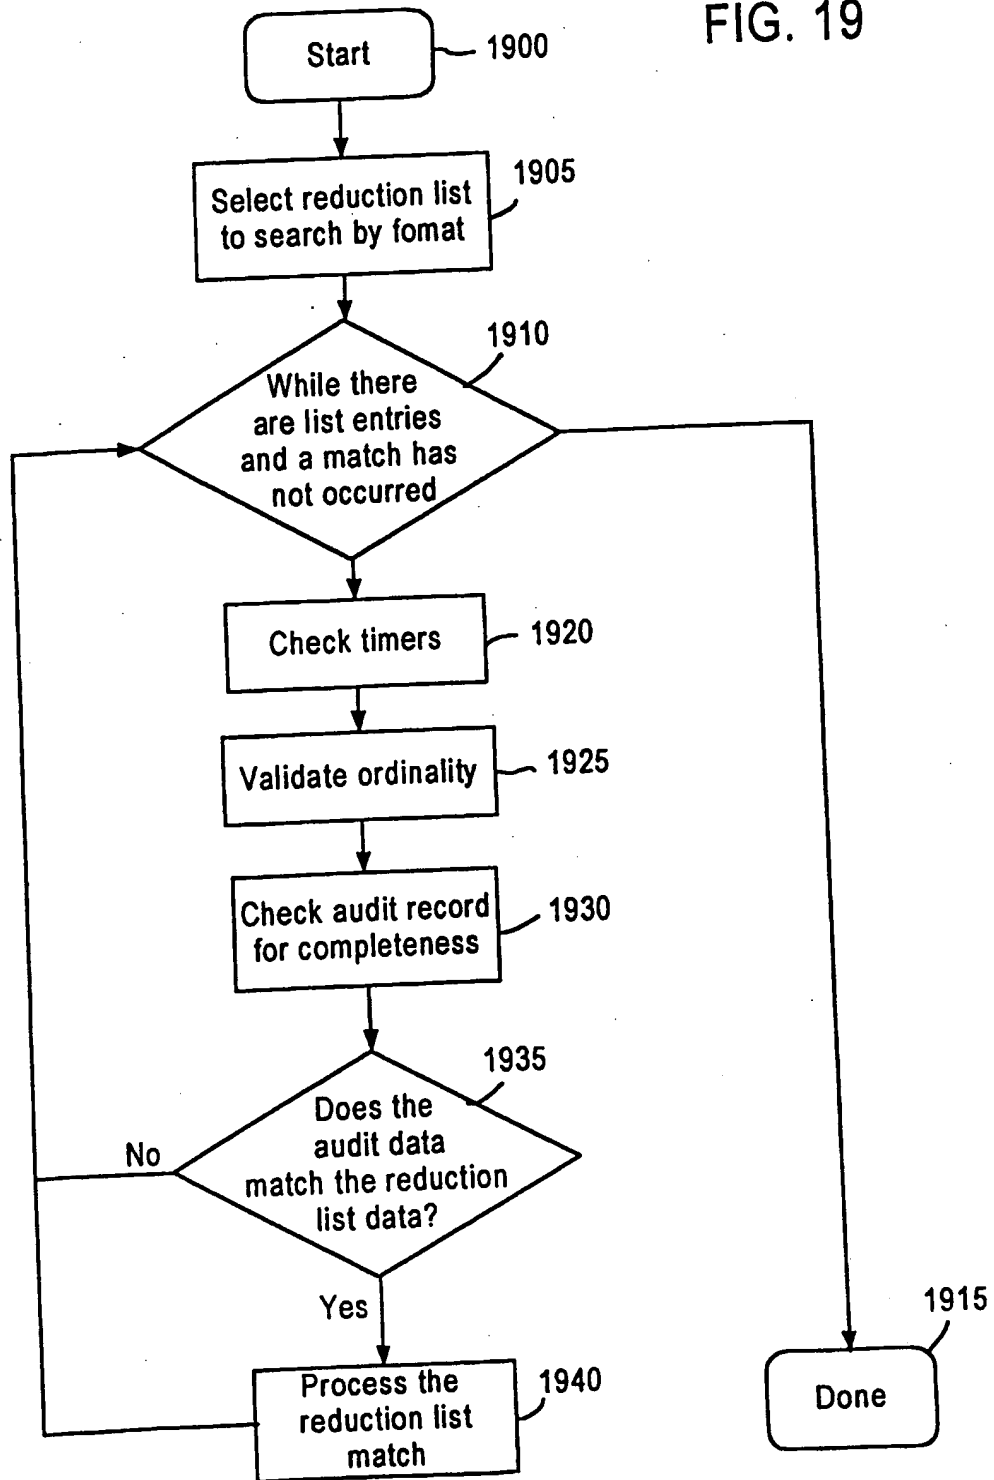 FIG. 19
Start
1900
Select reduction list
to search by fomat
1905
While there
are list entries
and a match has
not occurred
1910
Check timers
1920
Validate ordinality
1925
Check audit record
for completeness
1930
Does the
audit data
match the reduction
list data?
1935
No
Yes
Process the
reduction list
match
1940
Done
1915